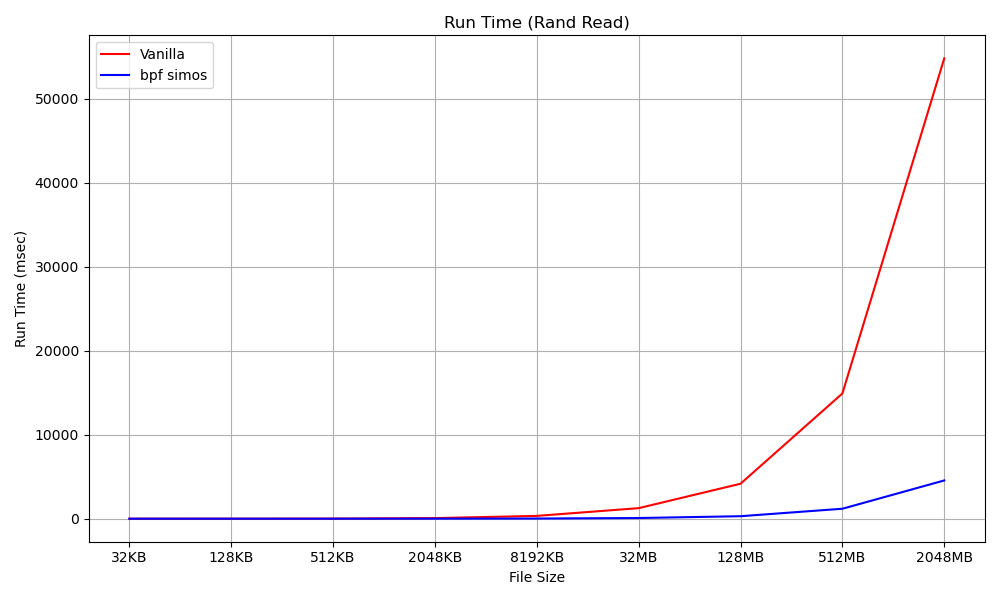 Run Time (Rand Read)
Vanilla
bpf simos
Run Time (msec)
50000
40000
30000
20000
10000
0
32KB 128KB 512KB 2048KB 8192KB 32MB 128MB 512MB 2048MB
File Size